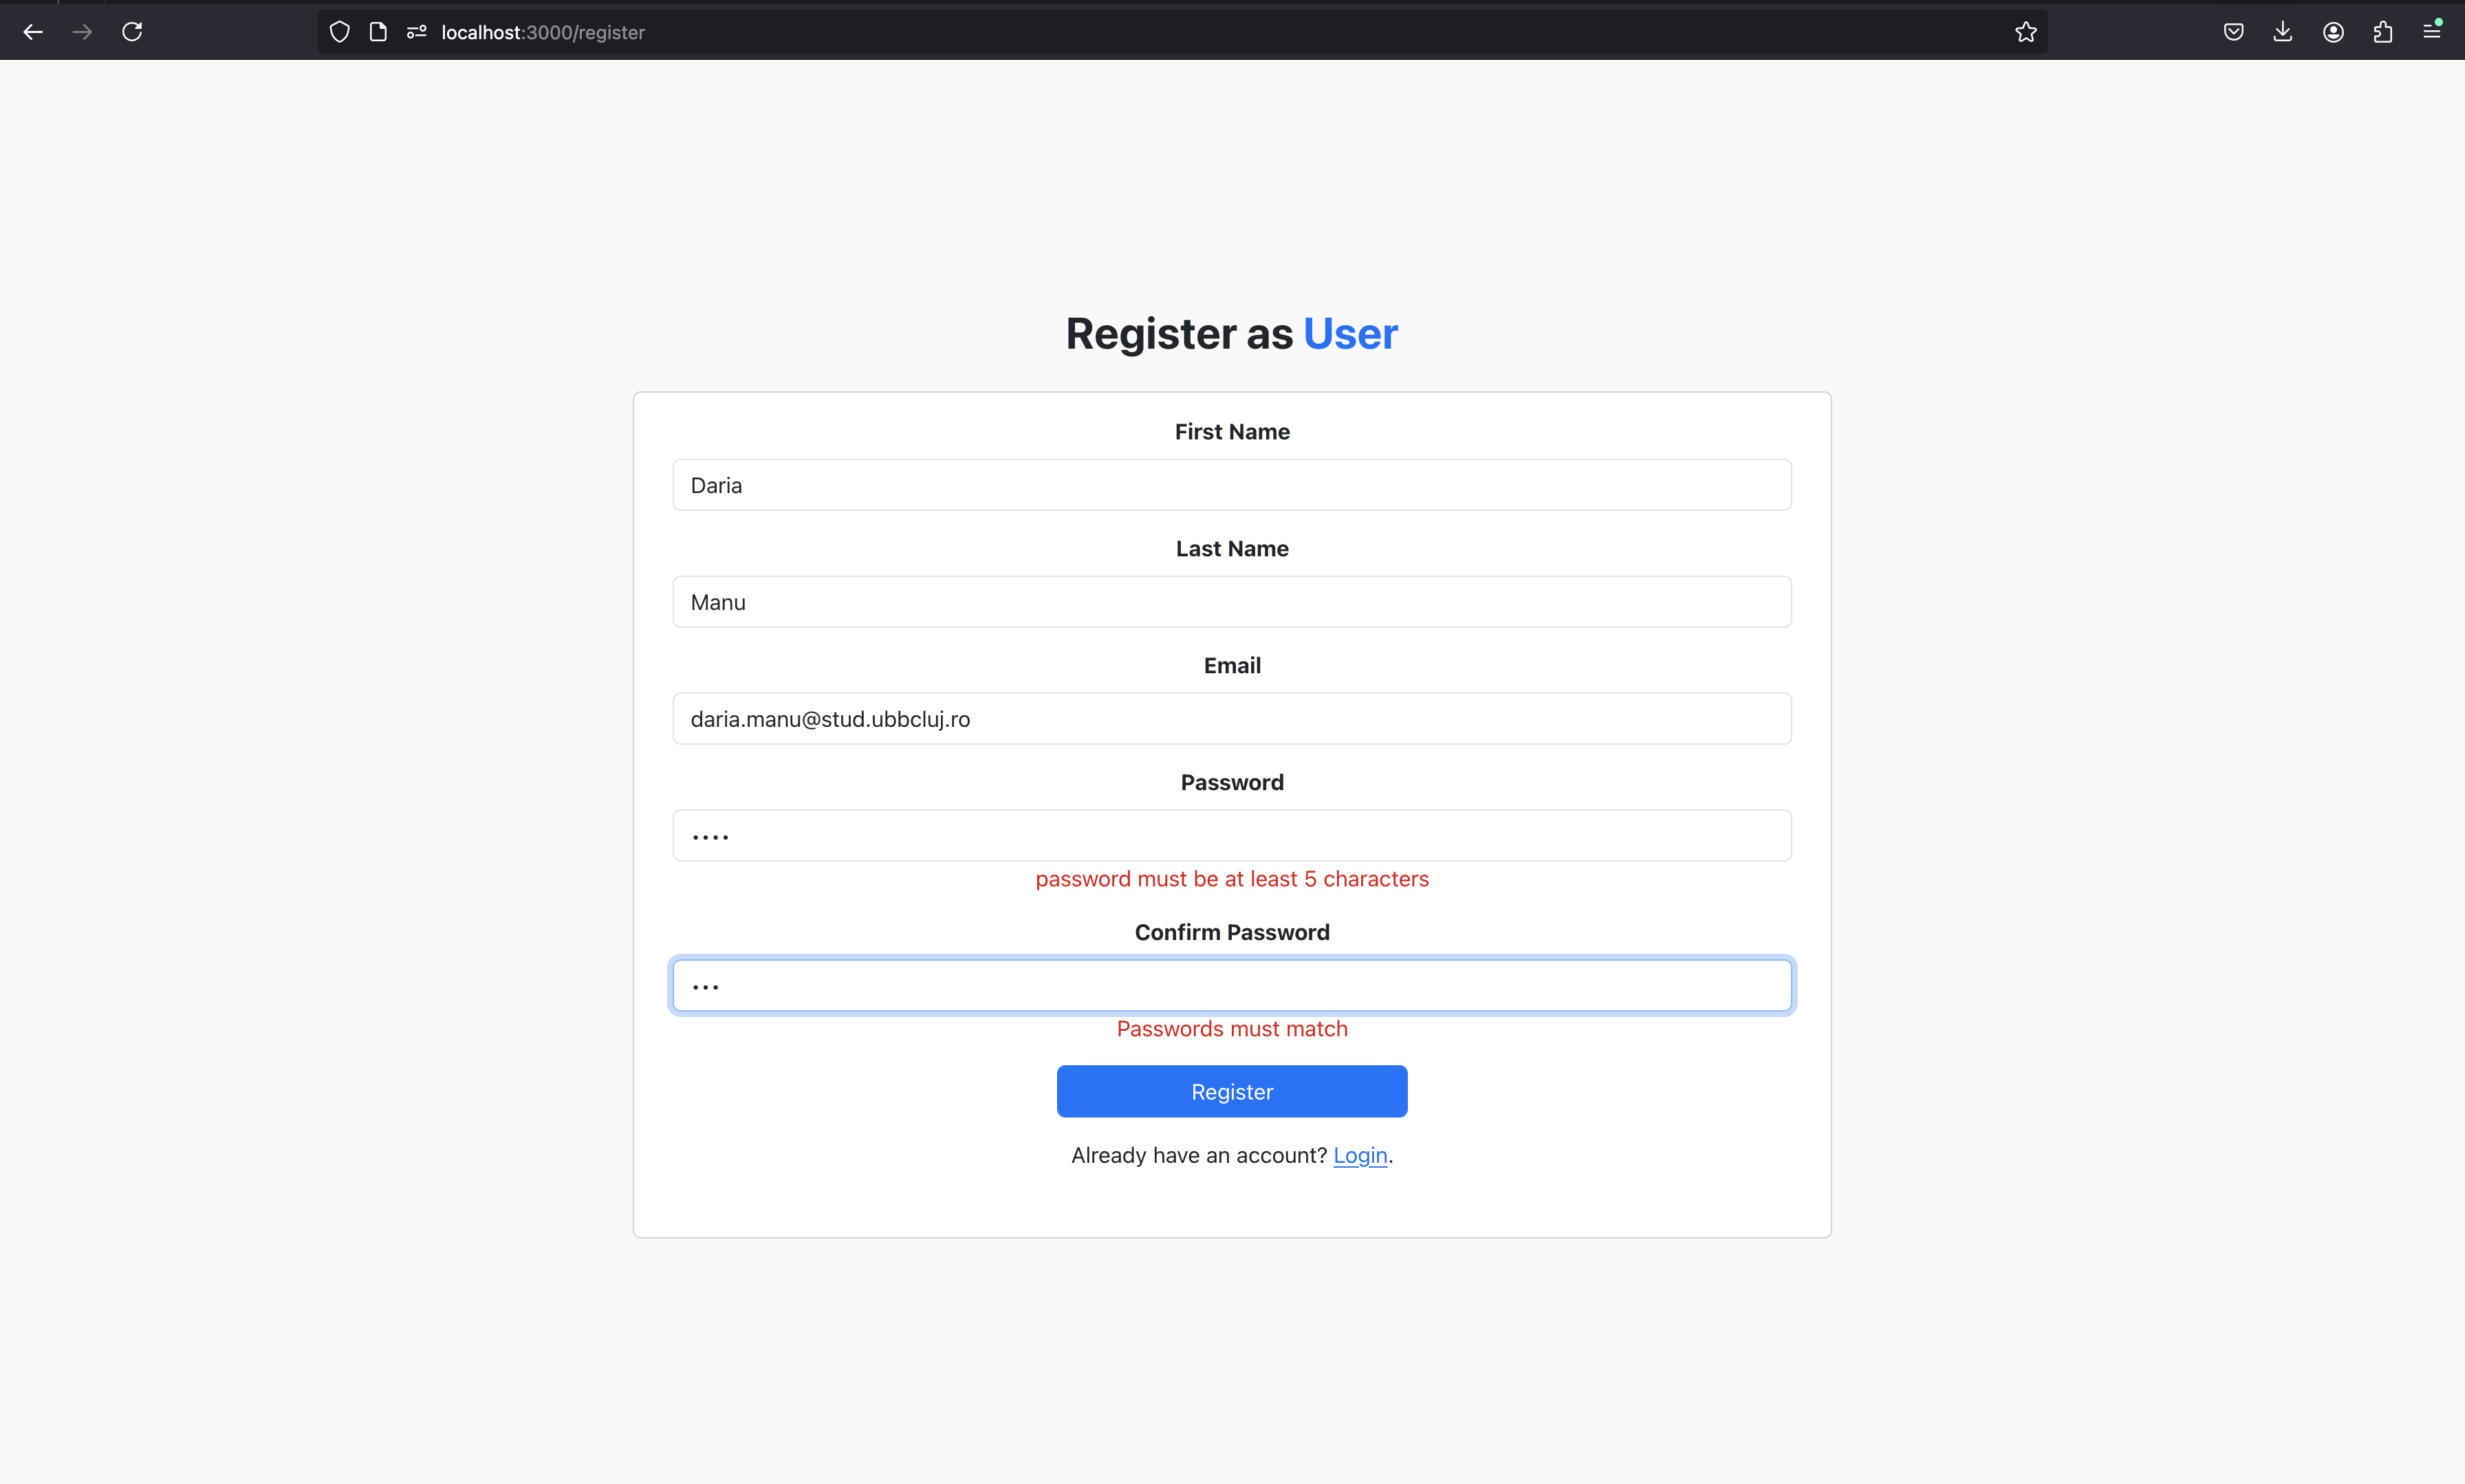 localhost:3000/register
Register as User
First Name
Daria
Last Name
Manu
Email
daria.manu@stud.ubbcluj.ro
Password
••••
password must be at least 5 characters
Confirm Password
•••
Passwords must match
Register
Already have an account? Login.